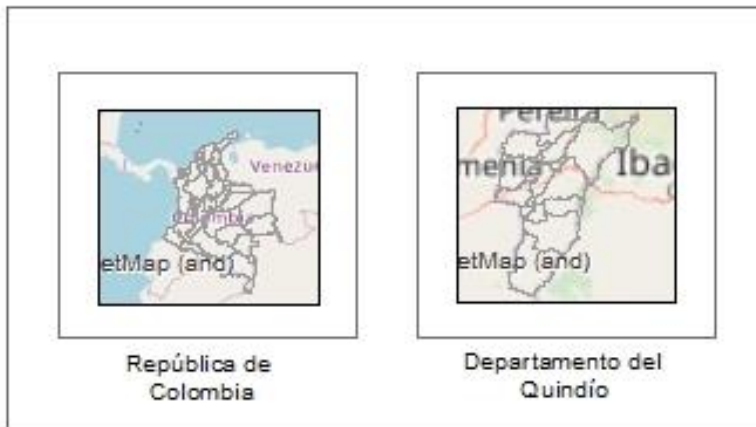 Venezu
Colombia
etMap (and)
Pereira
menia
Iba
etMap (and)
República de
Colombia
Departamento del
Quindío